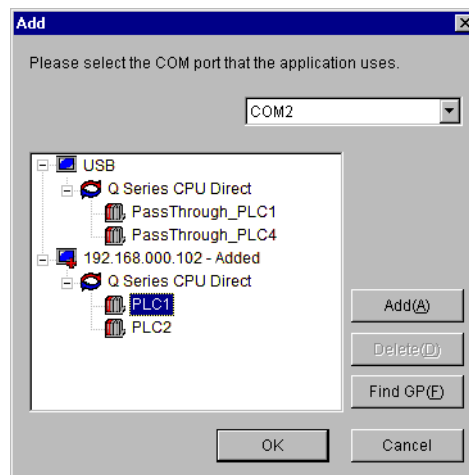 Add
Please select the COM port that the application uses.
COM2
USB
Q Series CPU Direct
PassThrough_PLC1
PassThrough_PLC4
192.168.000.102 - Added
Q Series CPU Direct
PLC1
PLC2
Add(A)
Delete(D)
Find GP(F)
OK
Cancel